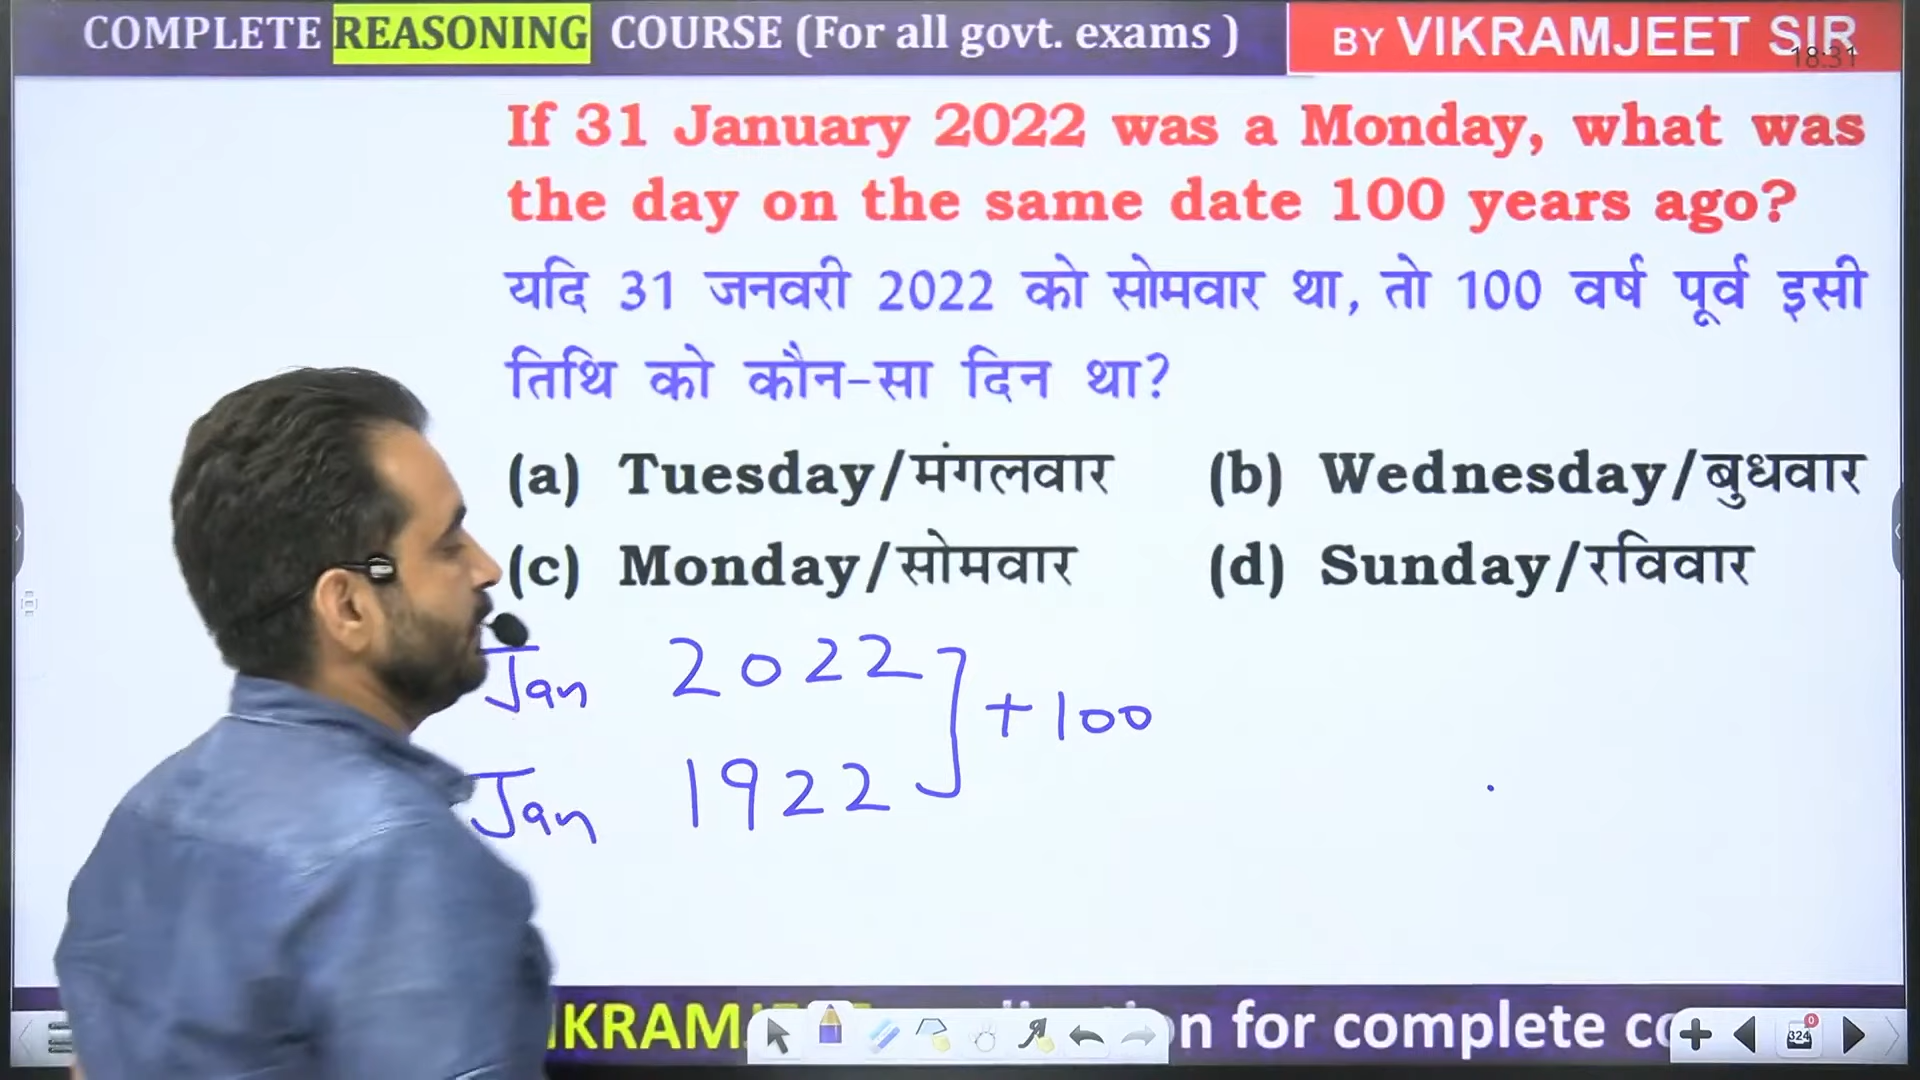 COMPLETE REASONING COURSE (For all govt. exams )
BY VIKRAMJEET SIR
18:31
If 31 January 2022 was a Monday, what was
the day on the same date 100 years ago?
यदि 31 जनवरी 2022 को सोमवार था, तो 100 वर्ष पूर्व इसी
तिथि को कौन-सा दिन था?
(a) Tuesday/मंगलवार (b) Wednesday/बुधवार
(c) Monday/सोमवार (d) Sunday/रविवार
Jan 2022
+100
Jan 1922
n for complete
324
0